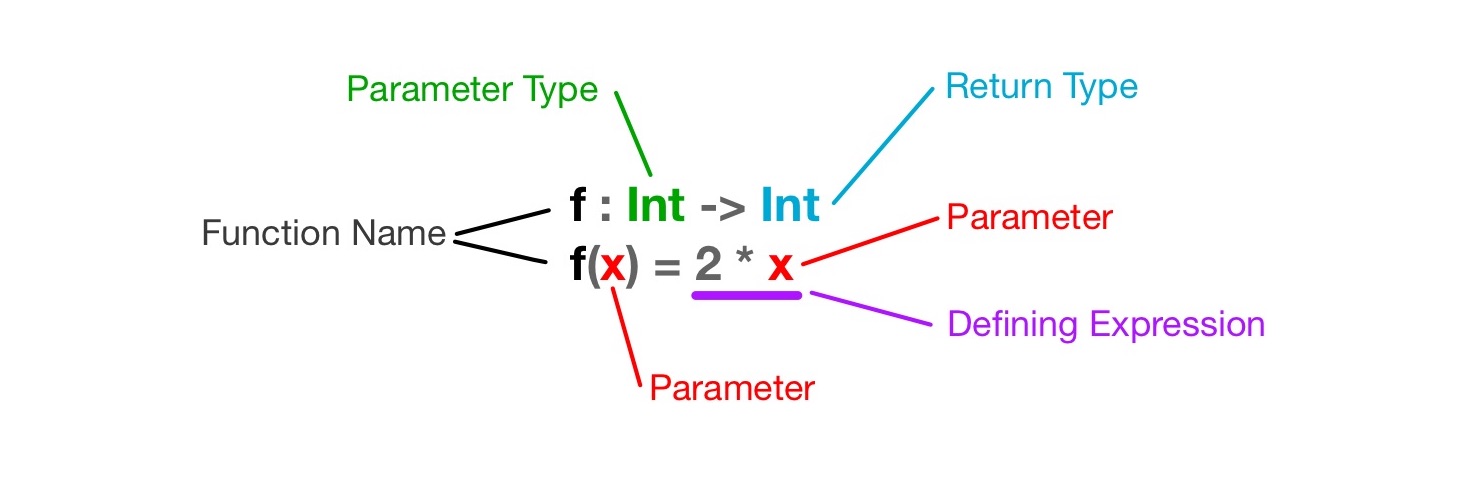 Parameter Type
Return Type
f : Int -> Int
Function Name
Parameter
f(x) = 2 * x
Defining Expression
Parameter